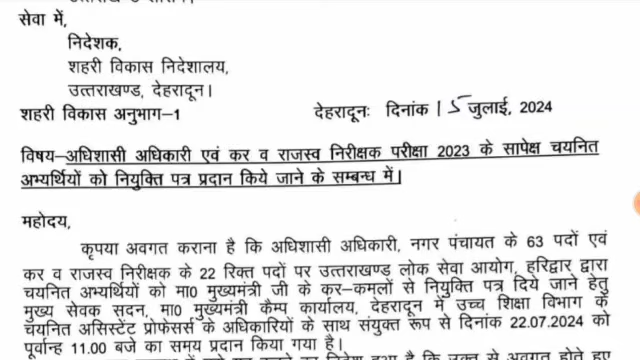 सेवा में,
निदेशक,
शहरी विकास निदेशालय,
उत्तराखण्ड, देहरादून।
शहरी विकास अनुभाग-1 देहरादूनः दिनांक 15 जुलाई, 2024
विषय-अधिशासी अधिकारी एवं कर व राजस्व निरीक्षक परीक्षा 2023 के सापेक्ष चयनित
अभ्यर्थियों को नियुक्ति पत्र प्रदान किये जाने के सम्बन्ध में।
महोदय,
कृपया अवगत कराना है कि अधिशासी अधिकारी, नगर पंचायत के 63 पदों एवं
कर व राजस्व निरीक्षक के 22 रिक्त पदों पर उत्तराखण्ड लोक सेवा आयोग, हरिद्वार द्वारा
चयनित अभ्यर्थियों को मा0 मुख्यमंत्री जी के कर-कमलों से नियुक्ति पत्र दिये जाने हेतु
मुख्य सेवक सदन, मा0 मुख्यमंत्री कैम्प कार्यालय, देहरादून में उच्च शिक्षा विभाग के
चयनित असिस्टेंट प्रोफेसर्स के अधिकारियों के साथ संयुक्त रूप से दिनांक 22.07.2024 को
पूर्वान्ह 11.00 बजे का समय प्रदान किया गया है।